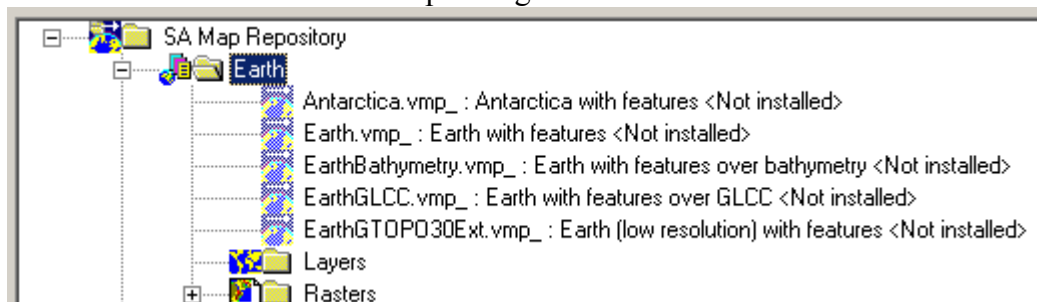 SA Map Repository
Earth
Antarctica.vmp_ : Antarctica with features <Not installed>
Earth.vmp_ : Earth with features <Not installed>
EarthBathymetry.vmp_ : Earth with features over bathymetry <Not installed>
EarthGLCC.vmp_ : Earth with features over GLCC <Not installed>
EarthGTOPO30Ext.vmp_ : Earth (low resolution) with features <Not installed>
Layers
Rasters